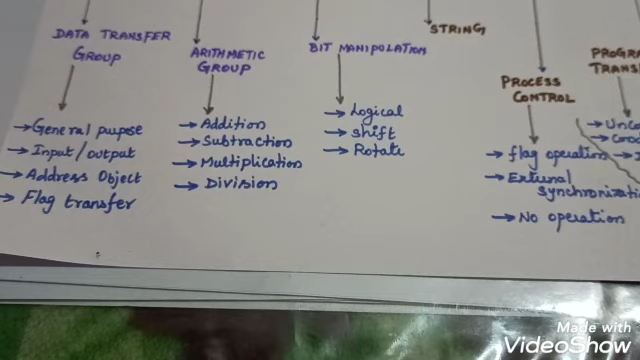 DATA TRANSFER
GROUP
→ General pupose
→ Input/output
→ Address Object
→ Flag transfer
ARITHMETIC
GROUP
→ Addition
→ Subtraction
→ Multiplication
→ Division
BIT MANIPULATION
→ Logical
→ Shift
→ Rotate
STRING
PROCESS
CONTROL
→ flag operation
→ External
→ No operation
Made with
VideoShow